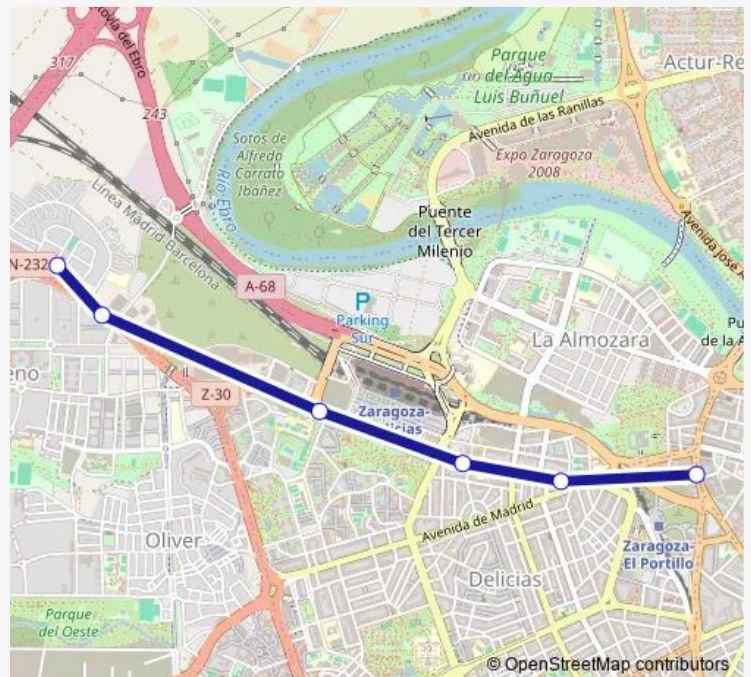 ovía del Ebro
317
243
Parque
del Agua
Luis Buñuel
Actur-Re
Avenida de las Ranillas
Sotos de
Alfredo
Carrato
Ibáñez
Río Ebro
Expo Zaragoza
2008
Línea Madrid-Barcelona
Puente
del Tercer
Milenio
Avenida José
N-232
A-68
P
Parking
Sur
La Almozara
Pu
de la A
eno
Z-30
Zaragoza-
icias
Avenida de Madrid
Oliver
Zaragoza-
El Portillo
Delicias
Parque
del Oeste
© OpenStreetMap contributors